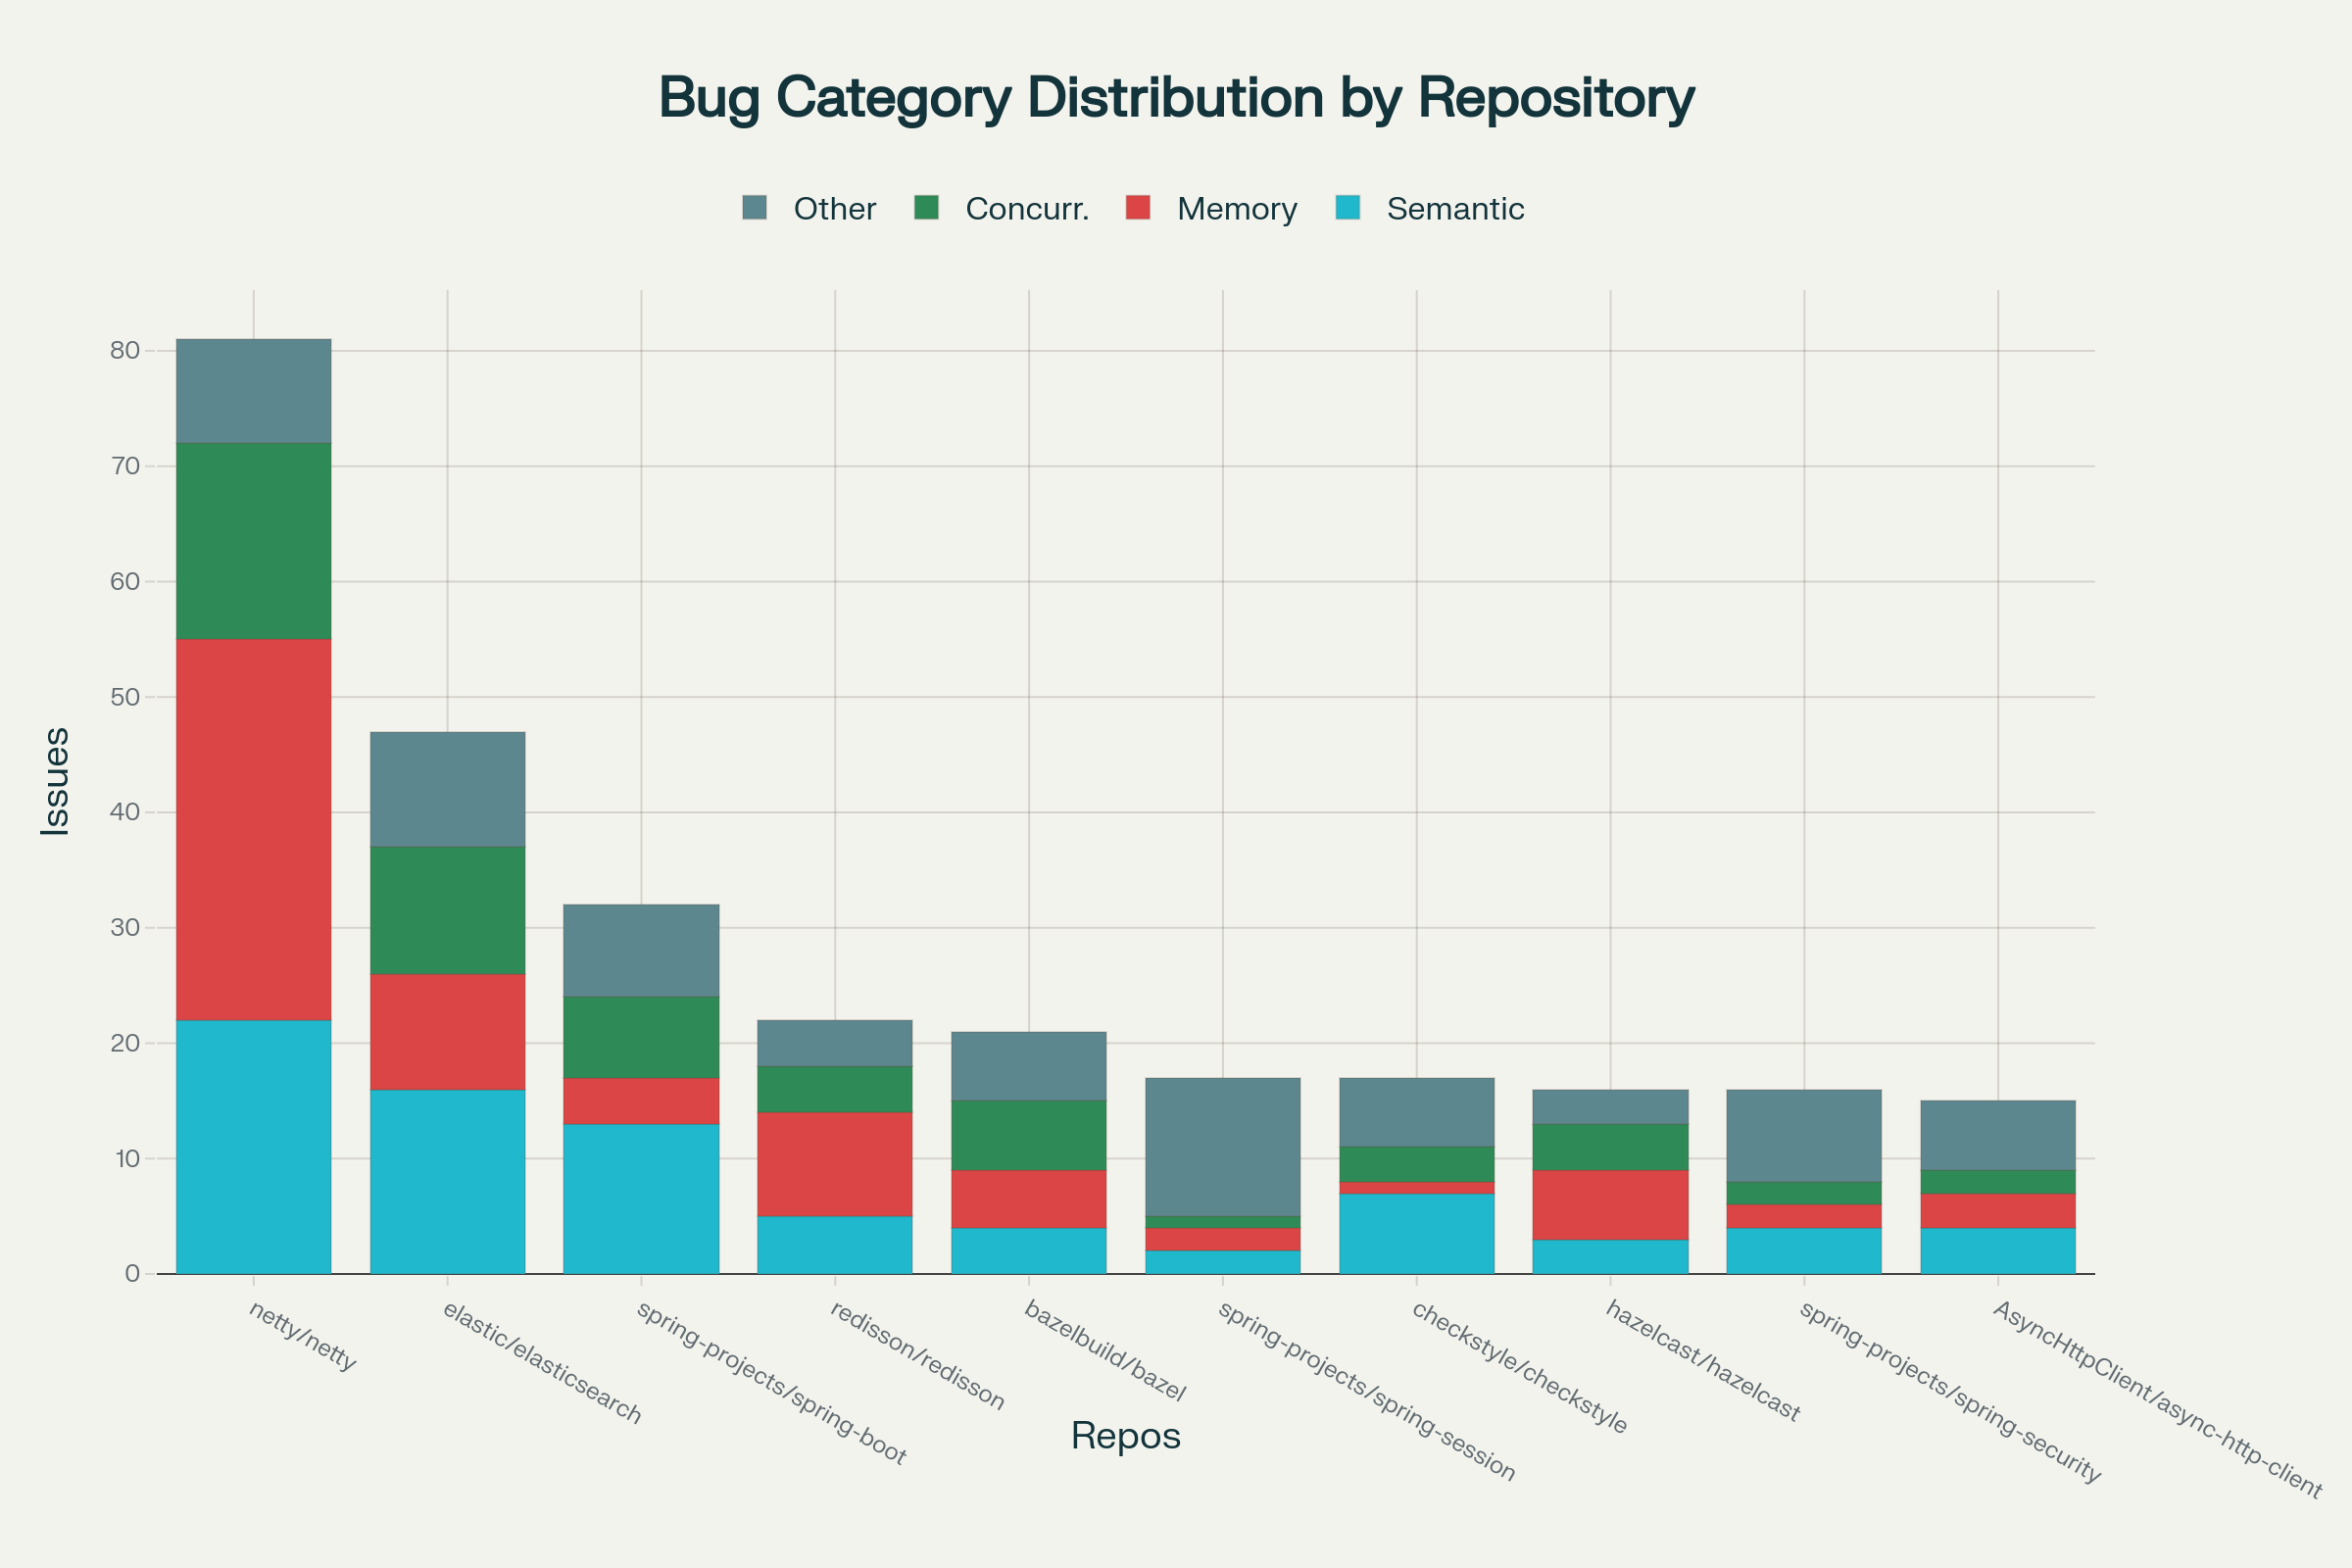 Bug Category Distribution by Repository
Other Concurr. Memory Semantic
80
70
60
50
40
30
20
10
0
Issues
netty/netty
elastic/elasticsearch
spring-projects/spring-boot
redisson/redisson
bazelbuild/bazel
spring-projects/spring-session
checkstyle/checkstyle
hazelcast/hazelcast
spring-projects/spring-security
AsyncHttpClient/async-http-client
Repos